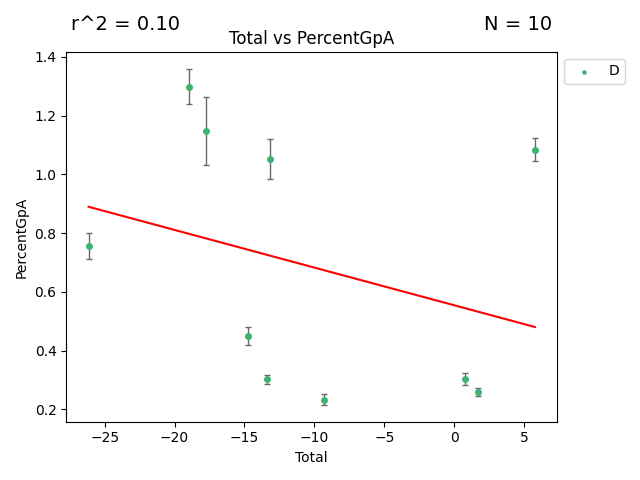 r^2 = 0.10
N = 10
Total vs PercentGpA
D
PercentGpA
1.4
1.2
1.0
0.8
0.6
0.4
0.2
−25
−20
−15
−10
−5
0
5
Total